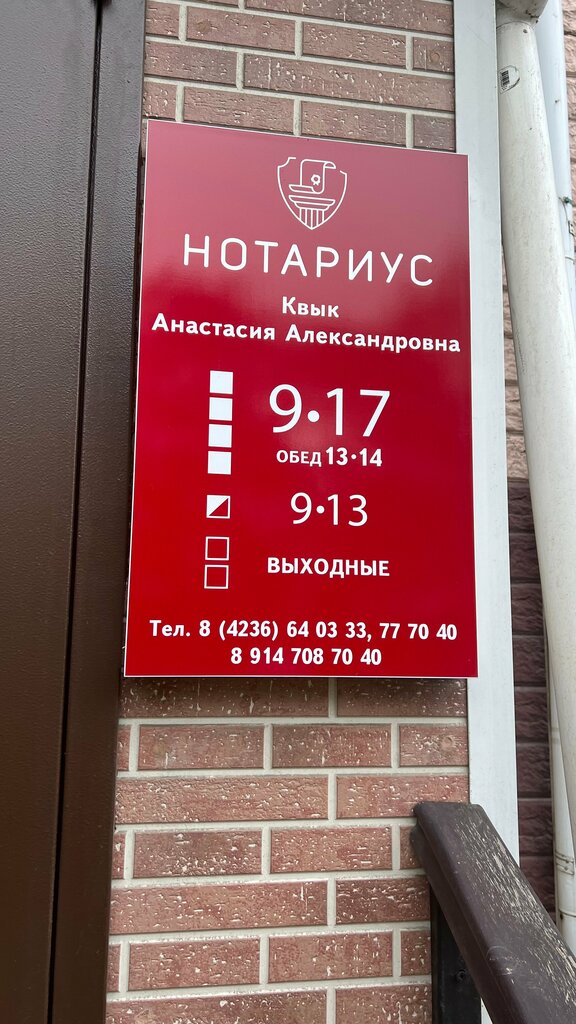 НОТАРИУС
Квык
Анастасия Александровна
9•17
ОБЕД 13•14
9•13
ВЫХОДНЫЕ
Тел. 8 (4236) 64 03 33, 77 70 40
8 914 708 70 40